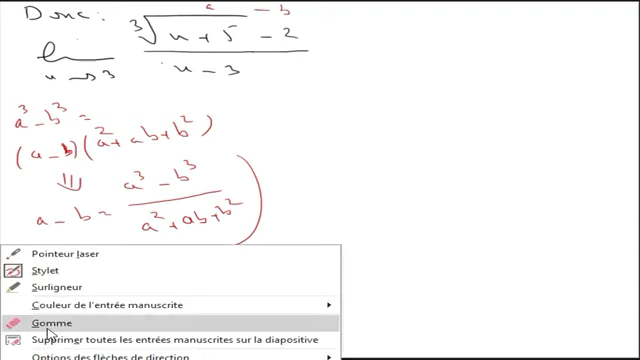 Donc: a - b
lim ∛(x + 5) - 2
x → 3 x - 3
a³ - b³ =
(a - b)(a² + ab + b²)
⇓ a³ - b³
a - b = a² + ab + b²
Pointeur laser
Stylet
Surligneur
Couleur de l'entrée manuscrite
Gomme
Supprimer toutes les entrées manuscrites sur la diapositive
Options des flèches de direction